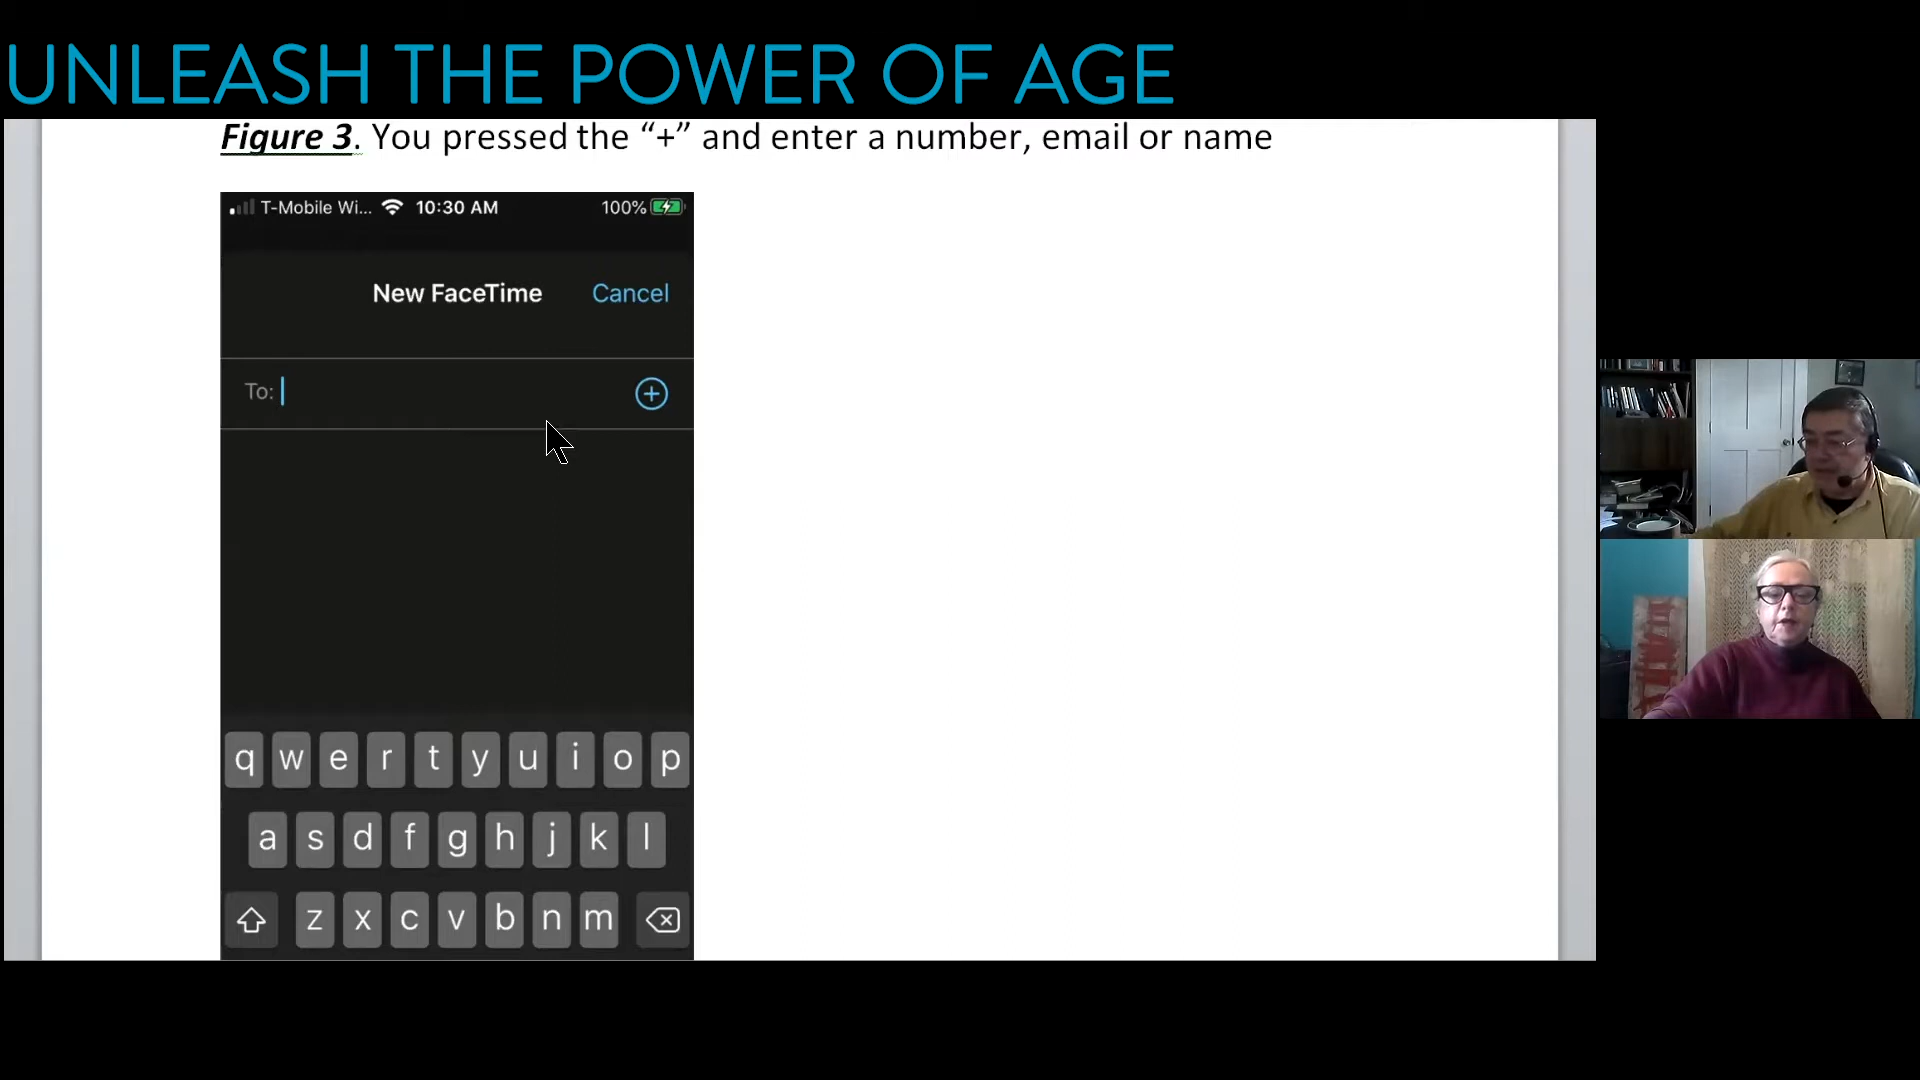 UNLEASH THE POWER OF AGE
Figure 3. You pressed the “+” and enter a number, email or name
T-Mobile Wi... 10:30 AM 100%
New FaceTime Cancel
To:
q w e r t y u i o p
a s d f g h j k l
z x c v b n m